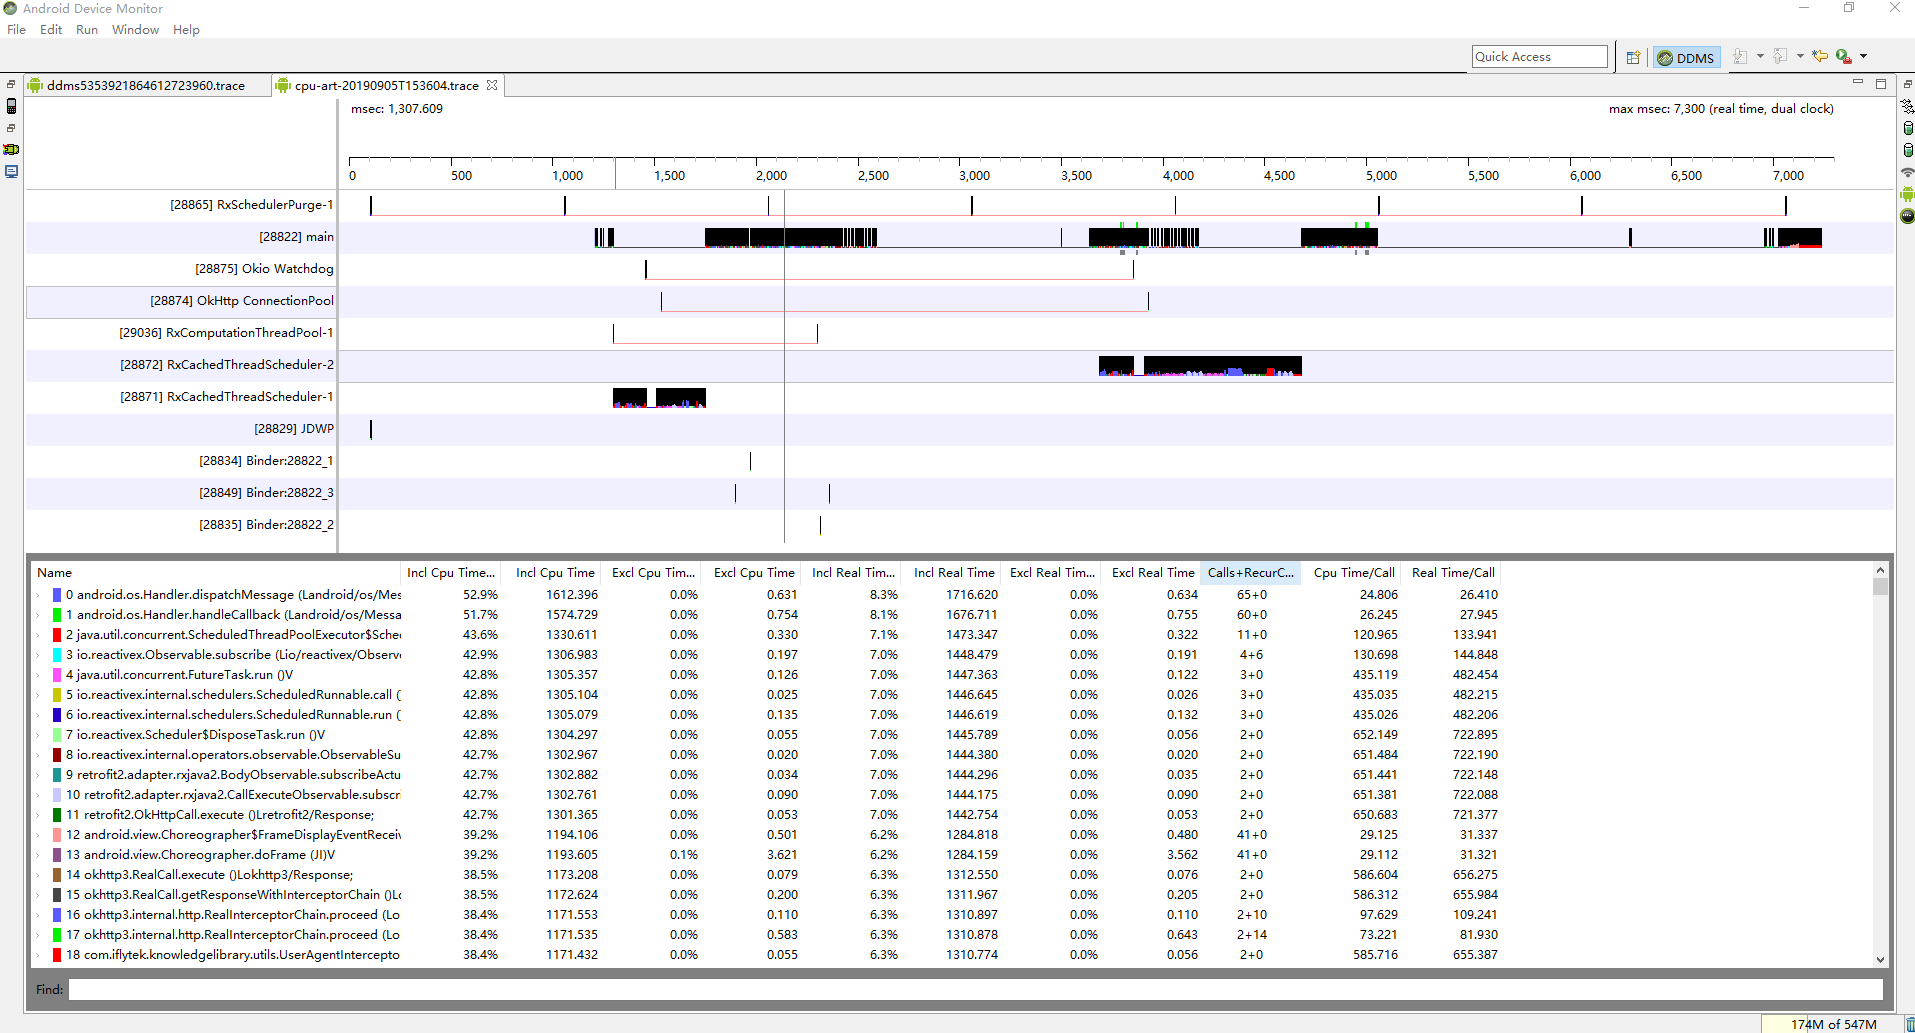 Android Device Monitor
File Edit Run Window Help
Quick Access DDMS
ddms5353921864612723960.trace cpu-art-20190905T153604.trace
msec: 1,307.609 max msec: 7,300 (real time, dual clock)
0 500 1,000 1,500 2,000 2,500 3,000 3,500 4,000 4,500 5,000 5,500 6,000 6,500 7,000
[28865] RxSchedulerPurge-1
[28822] main
[28875] Okio Watchdog
[28874] OkHttp ConnectionPool
[29036] RxComputationThreadPool-1
[28872] RxCachedThreadScheduler-2
[28871] RxCachedThreadScheduler-1
[28829] JDWP
[28834] Binder:28822_1
[28849] Binder:28822_3
[28835] Binder:28822_2
Name Incl Cpu Time... Incl Cpu Time Excl Cpu Tim... Excl Cpu Time Incl Real Tim... Incl Real Time Excl Real Tim... Excl Real Time Calls+RecurC... Cpu Time/Call Real Time/Call
0 android.os.Handler.dispatchMessage (Landroid/os/Mes 52.9% 1612.396 0.0% 0.631 8.3% 1716.620 0.0% 0.634 65+0 24.806 26.410
1 android.os.Handler.handleCallback (Landroid/os/Messa 51.7% 1574.729 0.0% 0.754 8.1% 1676.711 0.0% 0.755 60+0 26.245 27.945
2 java.util.concurrent.ScheduledThreadPoolExecutor$Sche 43.6% 1330.611 0.0% 0.330 7.1% 1473.347 0.0% 0.322 11+0 120.965 133.941
3 io.reactivex.Observable.subscribe (Lio/reactivex/Observ 42.9% 1306.983 0.0% 0.197 7.0% 1448.479 0.0% 0.191 4+6 130.698 144.848
4 java.util.concurrent.FutureTask.run ()V 42.8% 1305.357 0.0% 0.126 7.0% 1447.363 0.0% 0.122 3+0 435.119 482.454
5 io.reactivex.internal.schedulers.ScheduledRunnable.call ( 42.8% 1305.104 0.0% 0.025 7.0% 1446.645 0.0% 0.026 3+0 435.035 482.215
6 io.reactivex.internal.schedulers.ScheduledRunnable.run ( 42.8% 1305.079 0.0% 0.135 7.0% 1446.619 0.0% 0.132 3+0 435.026 482.206
7 io.reactivex.Scheduler$DisposeTask.run ()V 42.8% 1304.297 0.0% 0.055 7.0% 1445.789 0.0% 0.056 2+0 652.149 722.895
8 io.reactivex.internal.operators.observable.ObservableSu 42.7% 1302.967 0.0% 0.020 7.0% 1444.380 0.0% 0.020 2+0 651.484 722.190
9 retrofit2.adapter.rxjava2.BodyObservable.subscribeActu 42.7% 1302.882 0.0% 0.034 7.0% 1444.296 0.0% 0.035 2+0 651.441 722.148
10 retrofit2.adapter.rxjava2.CallExecuteObservable.subscr 42.7% 1302.761 0.0% 0.090 7.0% 1444.175 0.0% 0.090 2+0 651.381 722.088
11 retrofit2.OkHttpCall.execute ()Lretrofit2/Response; 42.7% 1301.365 0.0% 0.053 7.0% 1442.754 0.0% 0.053 2+0 650.683 721.377
12 android.view.Choreographer$FrameDisplayEventReceiv 39.2% 1194.106 0.0% 0.501 6.2% 1284.818 0.0% 0.480 41+0 29.125 31.337
13 android.view.Choreographer.doFrame (JI)V 39.2% 1193.605 0.1% 3.621 6.2% 1284.159 0.0% 3.562 41+0 29.112 31.321
14 okhttp3.RealCall.execute ()Lokhttp3/Response; 38.5% 1173.208 0.0% 0.079 6.3% 1312.550 0.0% 0.076 2+0 586.604 656.275
15 okhttp3.RealCall.getResponseWithInterceptorChain ()Lc 38.5% 1172.624 0.0% 0.200 6.3% 1311.967 0.0% 0.205 2+0 586.312 655.984
16 okhttp3.internal.http.RealInterceptorChain.proceed (Lo 38.4% 1171.553 0.0% 0.110 6.3% 1310.897 0.0% 0.110 2+10 97.629 109.241
17 okhttp3.internal.http.RealInterceptorChain.proceed (Lo 38.4% 1171.535 0.0% 0.583 6.3% 1310.878 0.0% 0.643 2+14 73.221 81.930
18 com.iflytek.knowledgelibrary.utils.UserAgentIntercepto 38.4% 1171.432 0.0% 0.055 6.3% 1310.774 0.0% 0.056 2+0 585.716 655.387
Find:
174M of 547M